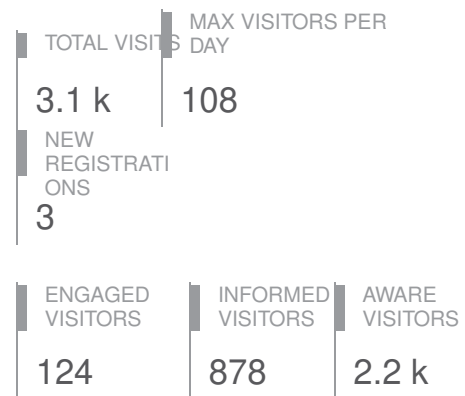 TOTAL VISITS
MAX VISITORS PER
DAY
3.1 k
108
NEW
REGISTRATI
ONS
3
ENGAGED
VISITORS
INFORMED
VISITORS
AWARE
VISITORS
124
878
2.2 k